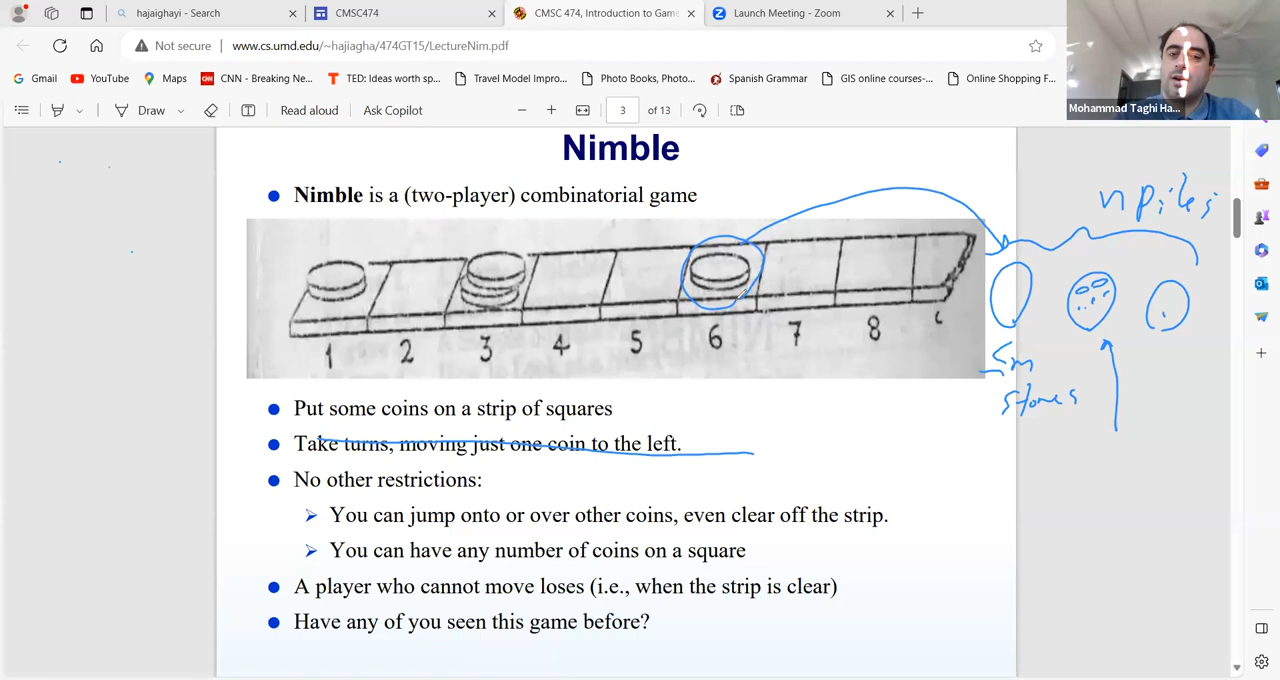 hajaighayi - Search
CMSC474
CMSC 474, Introduction to Game
Launch Meeting - Zoom
Not secure
www.cs.umd.edu/~hajiagha/474GT15/LectureNim.pdf
Gmail
YouTube
Maps
CNN - Breaking Ne...
TED: Ideas worth sp...
Travel Model Impro...
Photo Books, Photo...
Spanish Grammar
GIS online courses-...
Online Shopping F...
Draw
Read aloud
Ask Copilot
3 of 13
Mohammad Taghi Ha...
Nimble
Nimble is a (two-player) combinatorial game
n piles
1 2 3 4 5 6 7 8
≤m
stones
Put some coins on a strip of squares
Take turns, moving just one coin to the left.
No other restrictions:
You can jump onto or over other coins, even clear off the strip.
You can have any number of coins on a square
A player who cannot move loses (i.e., when the strip is clear)
Have any of you seen this game before?